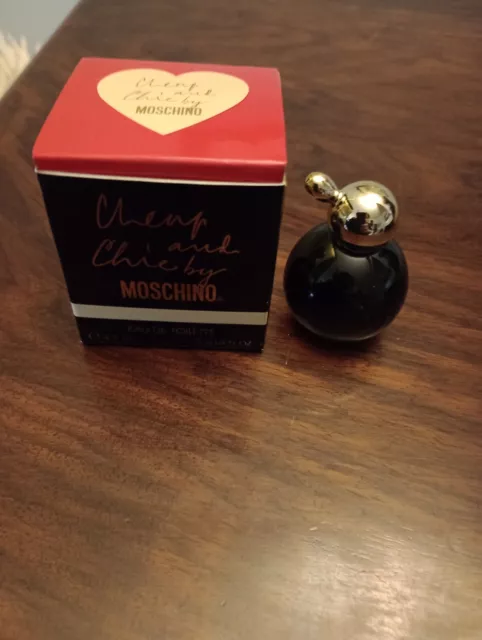 Cheap
and
Chic by
MOSCHINO
Cheap
and
Chic by
MOSCHINO
EAU DE TOILETTE